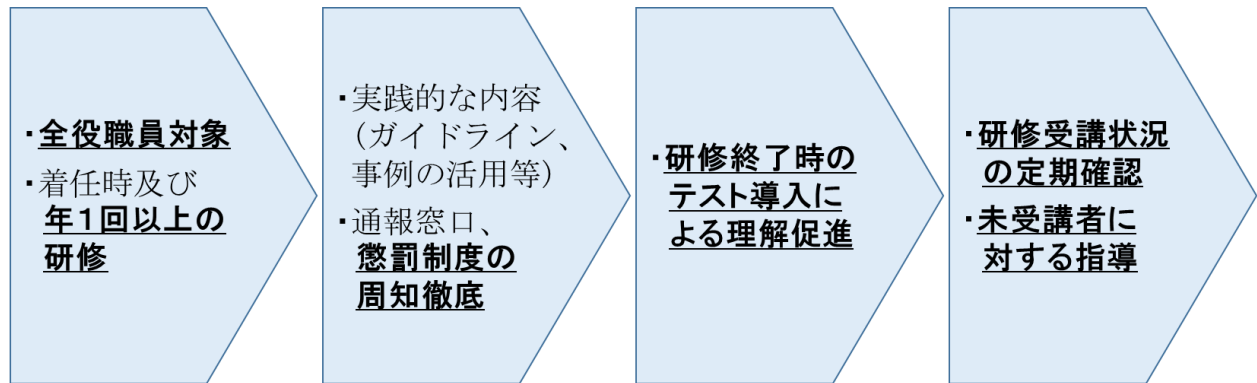 ・全役職員対象
・着任時及び
年1回以上の
研修
・実践的な内容
（ガイドライン、
事例の活用等）
・通報窓口、
懲罰制度の
周知徹底
・研修終了時の
テスト導入に
よる理解促進
・研修受講状況
の定期確認
・未受講者に
対する指導